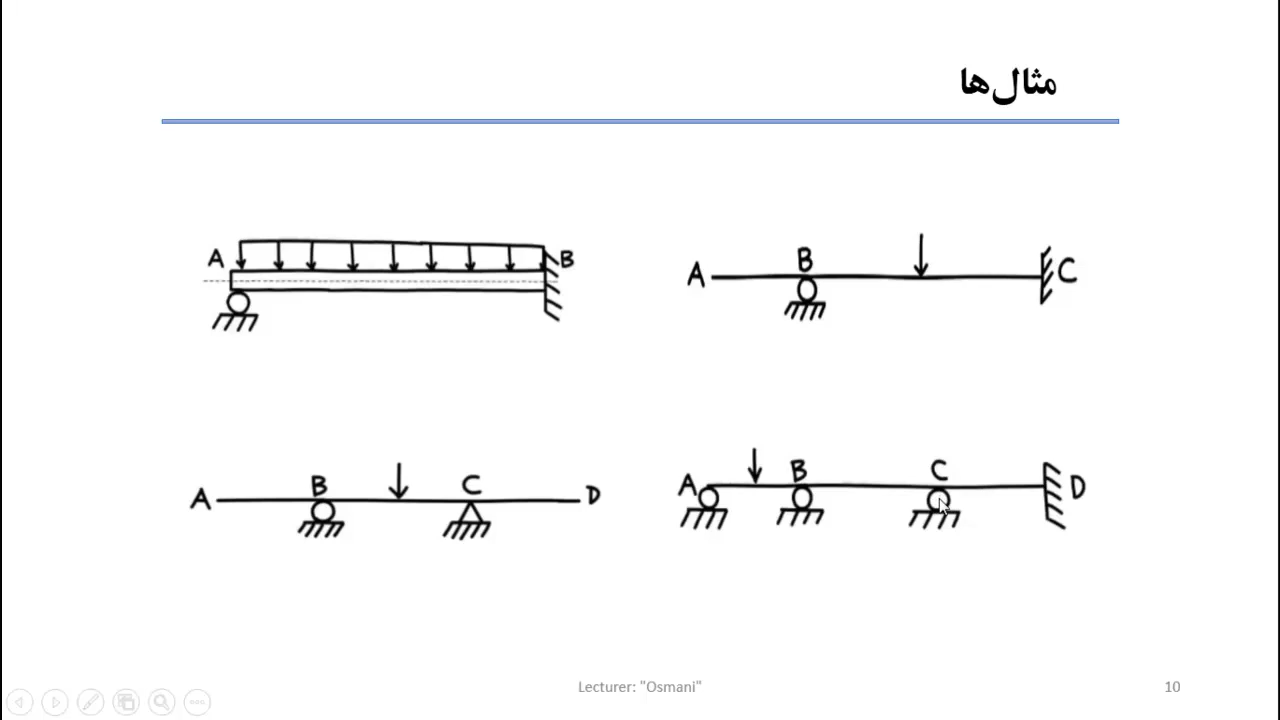 مثال‌ها
A B
A B C
A B C D
A B C D
Lecturer: "Osmani"
10